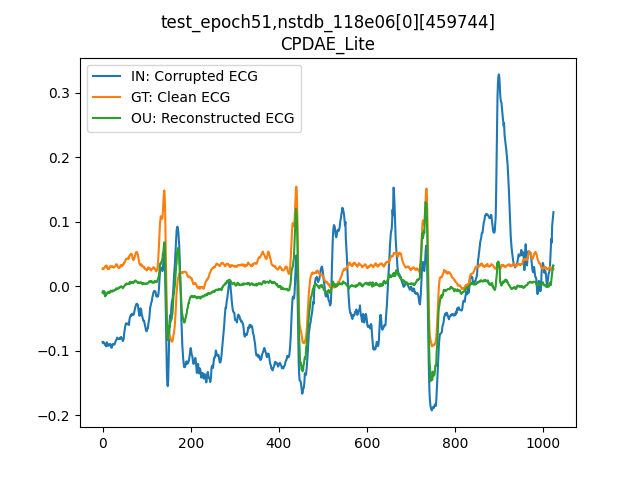 test_epoch51,nstdb_118e06[0][459744]
CPDAE_Lite
IN: Corrupted ECG
GT: Clean ECG
OU: Reconstructed ECG
0.3
0.2
0.1
0.0
−0.1
−0.2
0 200 400 600 800 1000